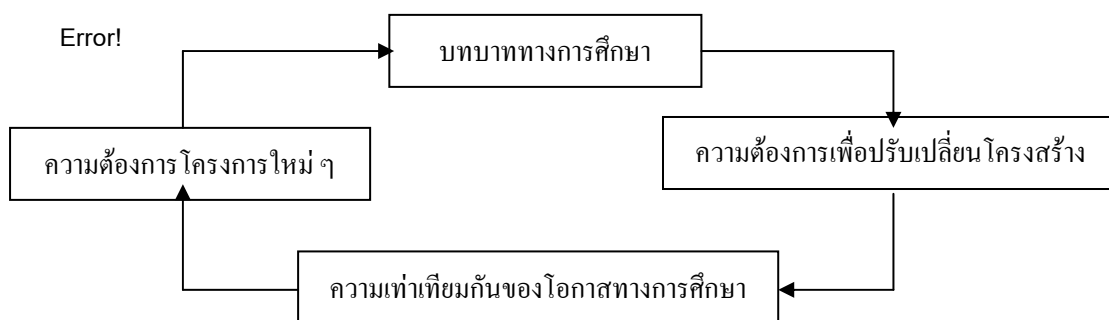 Error!
บทบาททางการศึกษา
ความต้องการโครงการใหม่ ๆ
ความต้องการเพื่อปรับเปลี่ยนโครงสร้าง
ความเท่าเทียมกันของโอกาสทางการศึกษา